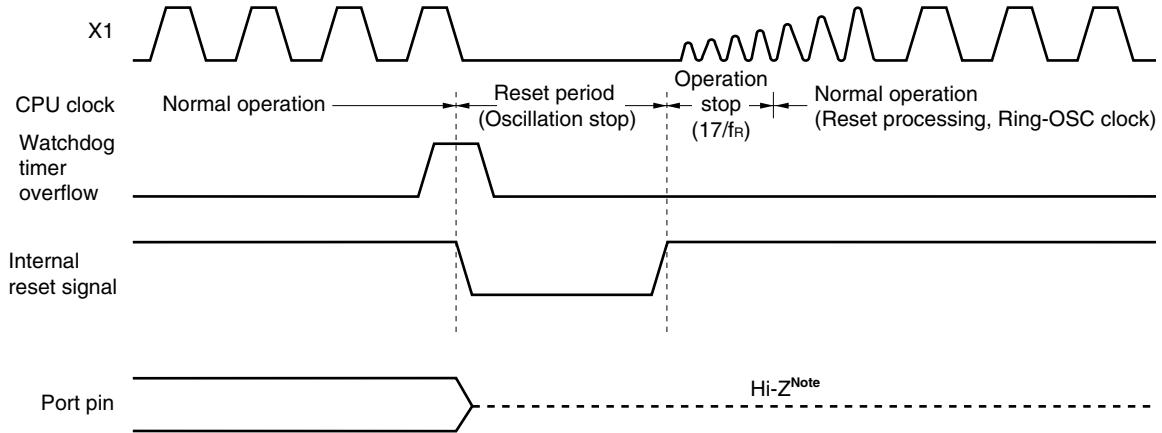 X1
CPU clock
Normal operation
Reset period
(Oscillation stop)
Operation
stop
(17/fR)
Normal operation
(Reset processing, Ring-OSC clock)
Watchdog
timer
overflow
Internal
reset signal
Port pin
Hi-ZNote